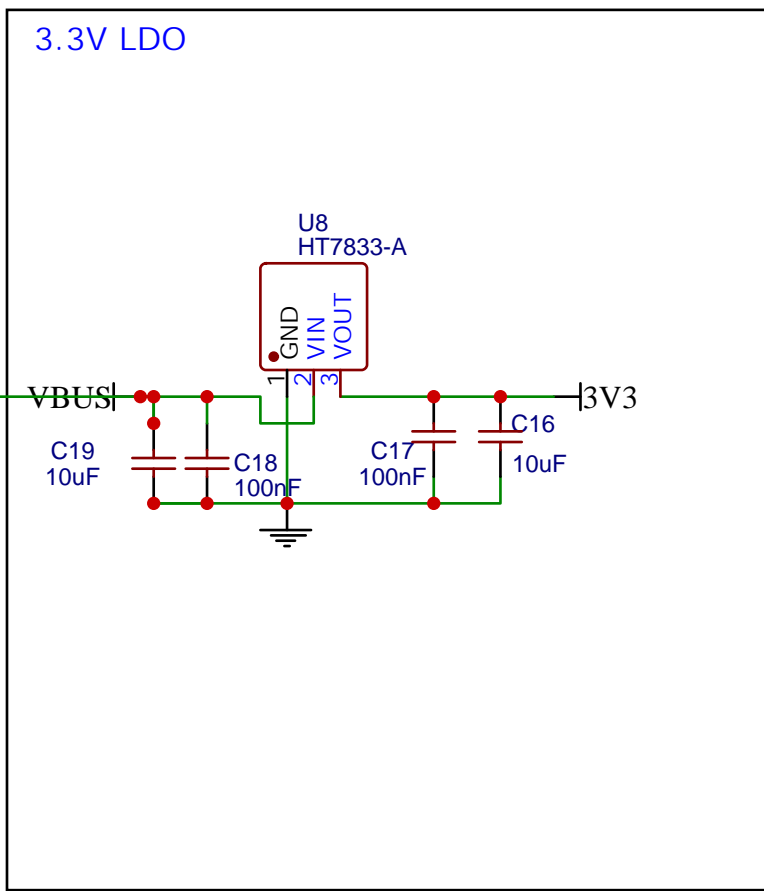 3.3V LDO
U8
HT7833-A
GND
VIN
VOUT
1
2
3
VBUS
3V3
C19
10uF
C18
100nF
C17
100nF
C16
10uF